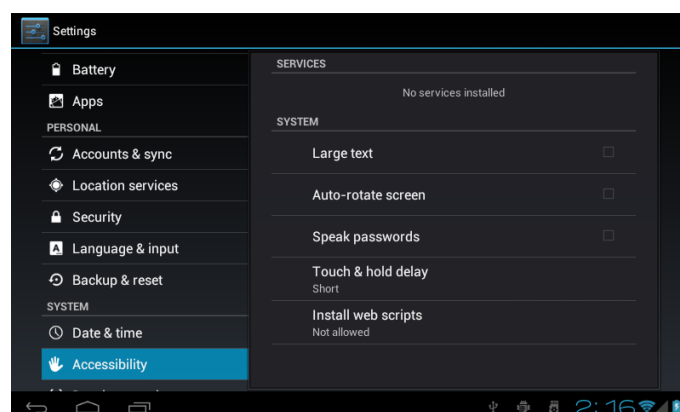 Settings
Battery
Apps
PERSONAL
Accounts & sync
Location services
Security
Language & input
Backup & reset
SYSTEM
Date & time
Accessibility
SERVICES
No services installed
SYSTEM
Large text
Auto-rotate screen
Speak passwords
Touch & hold delay
Short
Install web scripts
Not allowed
2:16